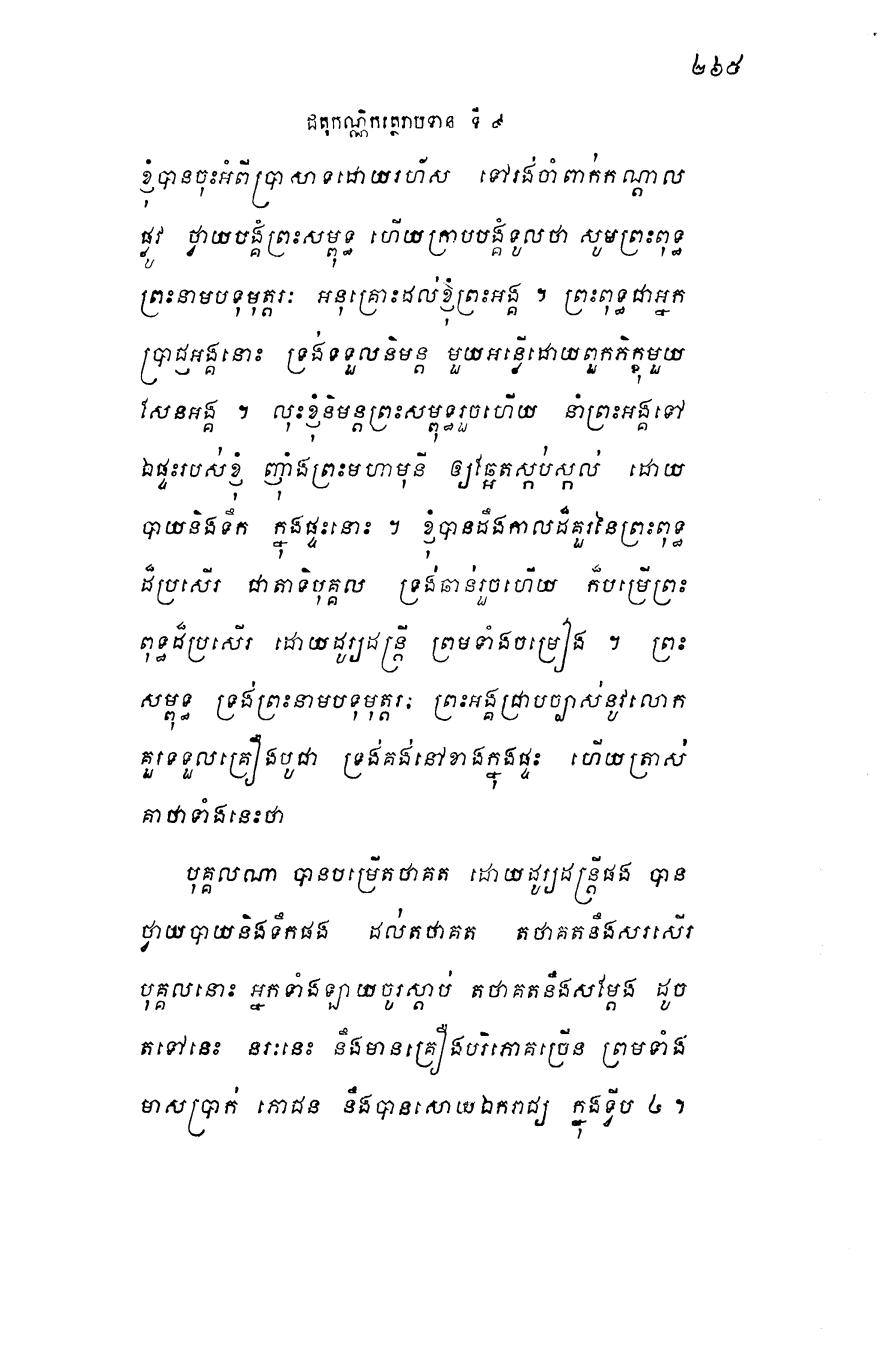 ២៦៥
ជតុកណ្ណិកត្ថេរាបទាន ទី ៩
ខ្ញុំបានចុះអំពីប្រាសាទដោយរហ័ស ទៅរង់ចាំពាក់កណ្តាល
ផ្លូវ ថ្វាយបង្គំព្រះសម្ពុទ្ធ ហើយក្រាបបង្គំទូលថា សូមព្រះពុទ្ធ
ព្រះនាមបទុមុត្តរៈ អនុគ្រោះដល់ខ្ញុំព្រះអង្គ ។ ព្រះពុទ្ធជាអ្នក
ប្រាជ្ញអង្គនោះ ទ្រង់ទទួលនិមន្ត មួយអន្លើដោយពួកភិក្ខុមួយ
សែនអង្គ ។ លុះខ្ញុំនិមន្តព្រះសម្ពុទ្ធរួចហើយ នាំព្រះអង្គទៅ
ឯផ្ទះរបស់ខ្ញុំ ញ៉ាំងព្រះមហាមុនី ឲ្យឆ្អែតស្កប់ស្កល់ ដោយ
បាយនិងទឹក ក្នុងផ្ទះនោះ ។ ខ្ញុំបានដឹងកាលដ៏គួរនៃព្រះពុទ្ធ
ដ៏ប្រសើរ ជាតាទិបុគ្គល ទ្រង់ឆាន់រួចហើយ ក៏បម្រើព្រះ
ពុទ្ធដ៏ប្រសើរ ដោយដូរ្យដន្ត្រី ព្រមទាំងចម្រៀង ។ ព្រះ
សម្ពុទ្ធ ទ្រង់ព្រះនាមបទុមុត្តរៈ ព្រះអង្គជ្រាបច្បាស់នូវលោក
គួរទទួលគ្រឿងបូជា ទ្រង់គង់នៅខាងក្នុងផ្ទះ ហើយត្រាស់
គាថាទាំងនេះថា
បុគ្គលណា បានបម្រើតថាគត ដោយដូរ្យដន្ត្រីផង បាន
ថ្វាយបាយនិងទឹកផង ដល់តថាគត តថាគតនឹងសរសើរ
បុគ្គលនោះ អ្នកទាំងឡាយចូរស្តាប់ តថាគតនឹងសម្តែង ដូច
តទៅនេះ នរៈនេះ នឹងមានគ្រឿងបរិភោគច្រើន ព្រមទាំង
មាសប្រាក់ ភោជន នឹងបានសោយឯករាជ្យ ក្នុងទ្វីប ៤ ។